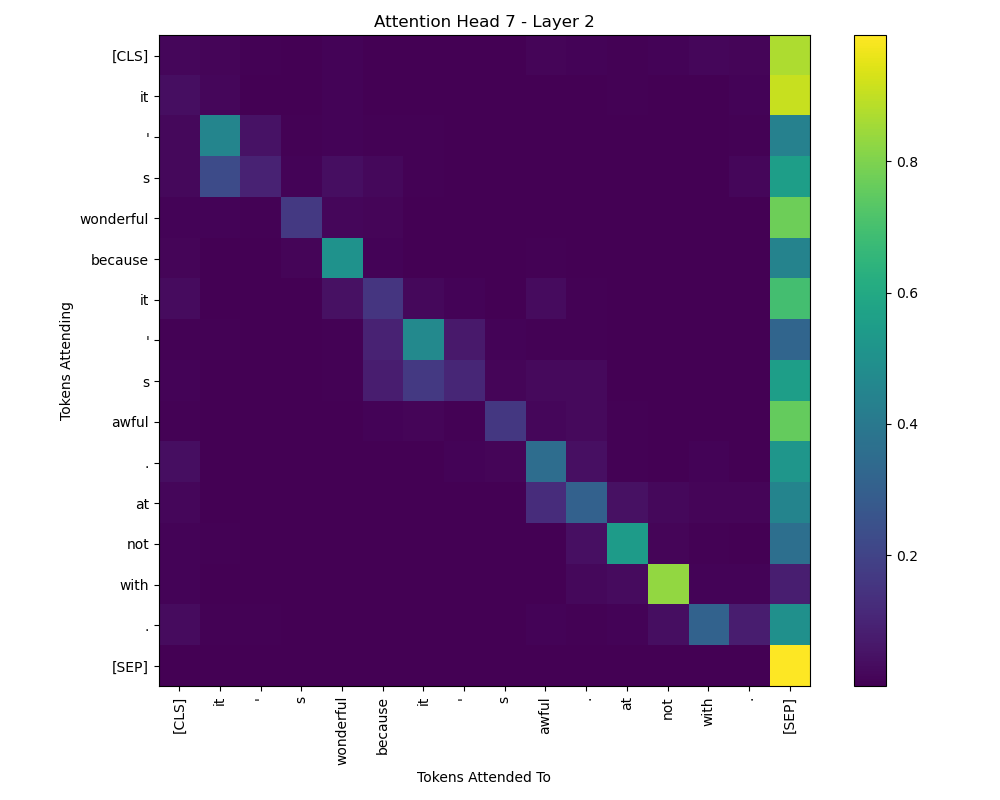 Attention Head 7 - Layer 2
[CLS]
it
'
s
wonderful
because
it
'
s
awful
.
at
not
with
.
[SEP]
Tokens Attending
[CLS]
it
'
s
wonderful
because
it
'
s
awful
.
at
not
with
.
[SEP]
Tokens Attended To
0.8
0.6
0.4
0.2